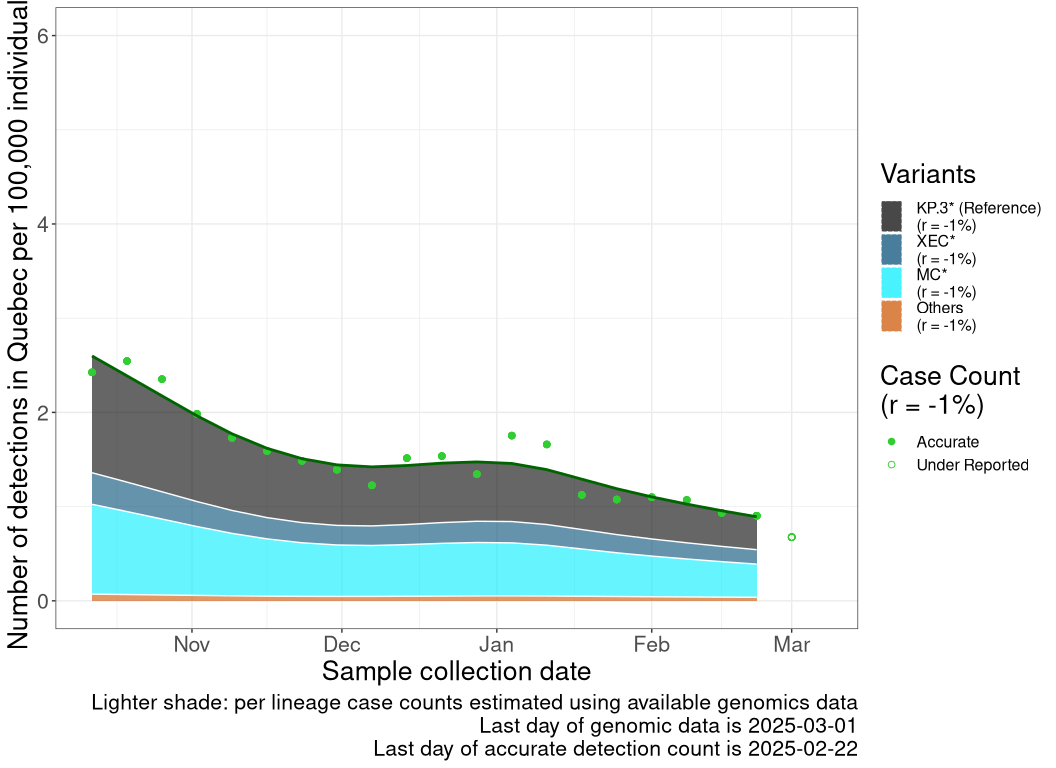 Number of detections in Quebec per 100,000 individual
6
4
2
0
Nov Dec Jan Feb Mar
Sample collection date
Lighter shade: per lineage case counts estimated using available genomics data
Last day of genomic data is 2025-03-01
Last day of accurate detection count is 2025-02-22
Variants
KP.3* (Reference)
(r = -1%)
XEC*
(r = -1%)
MC*
(r = -1%)
Others
(r = -1%)
Case Count
(r = -1%)
Accurate
Under Reported